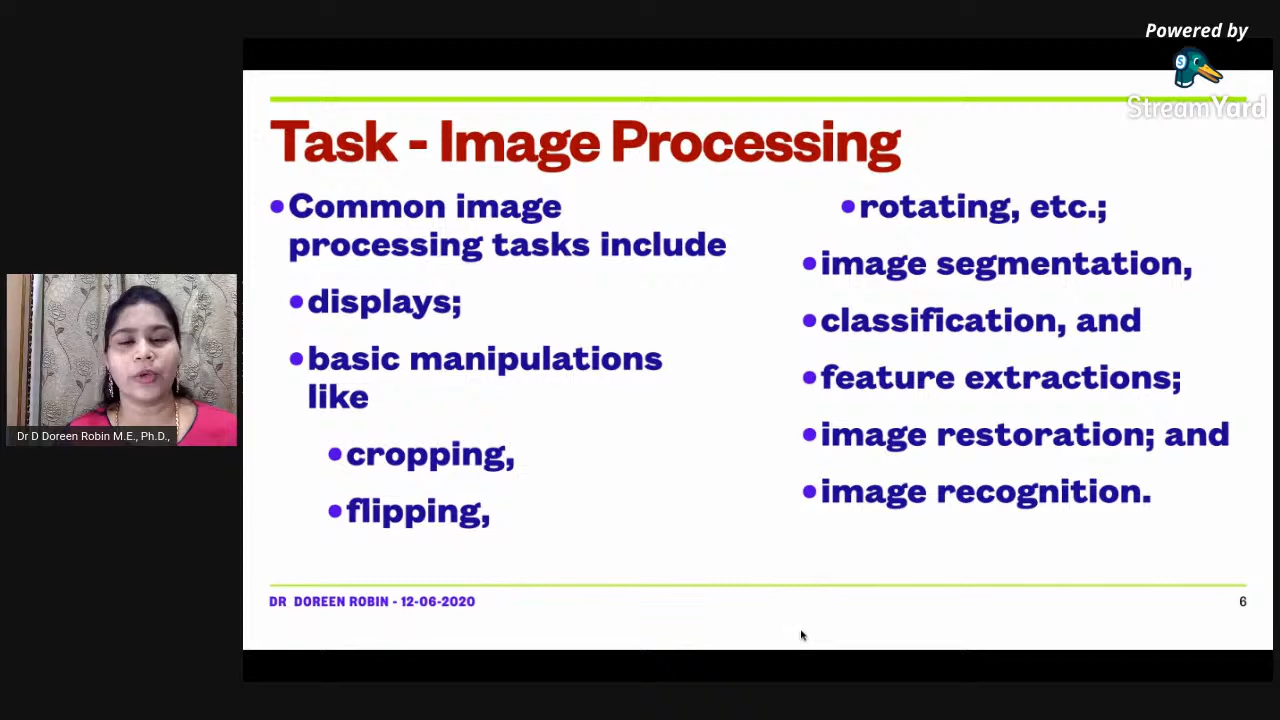 Powered by
StreamYard
Task - Image Processing
•Common image
processing tasks include
•displays;
•basic manipulations
like
•cropping,
•flipping,
•rotating, etc.;
•image segmentation,
•classification, and
•feature extractions;
•image restoration; and
•image recognition.
Dr D Doreen Robin M.E., Ph.D.,
DR DOREEN ROBIN - 12-06-2020
6